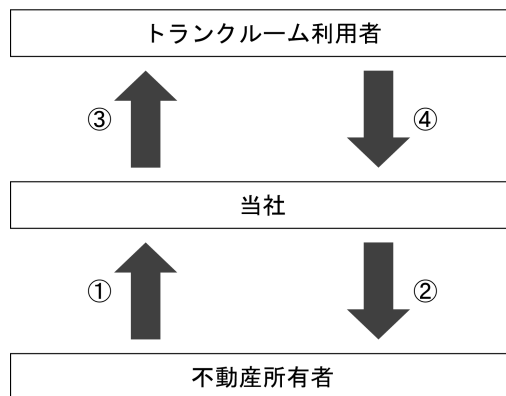 トランクルーム利用者
③ ④
当社
① ②
不動産所有者